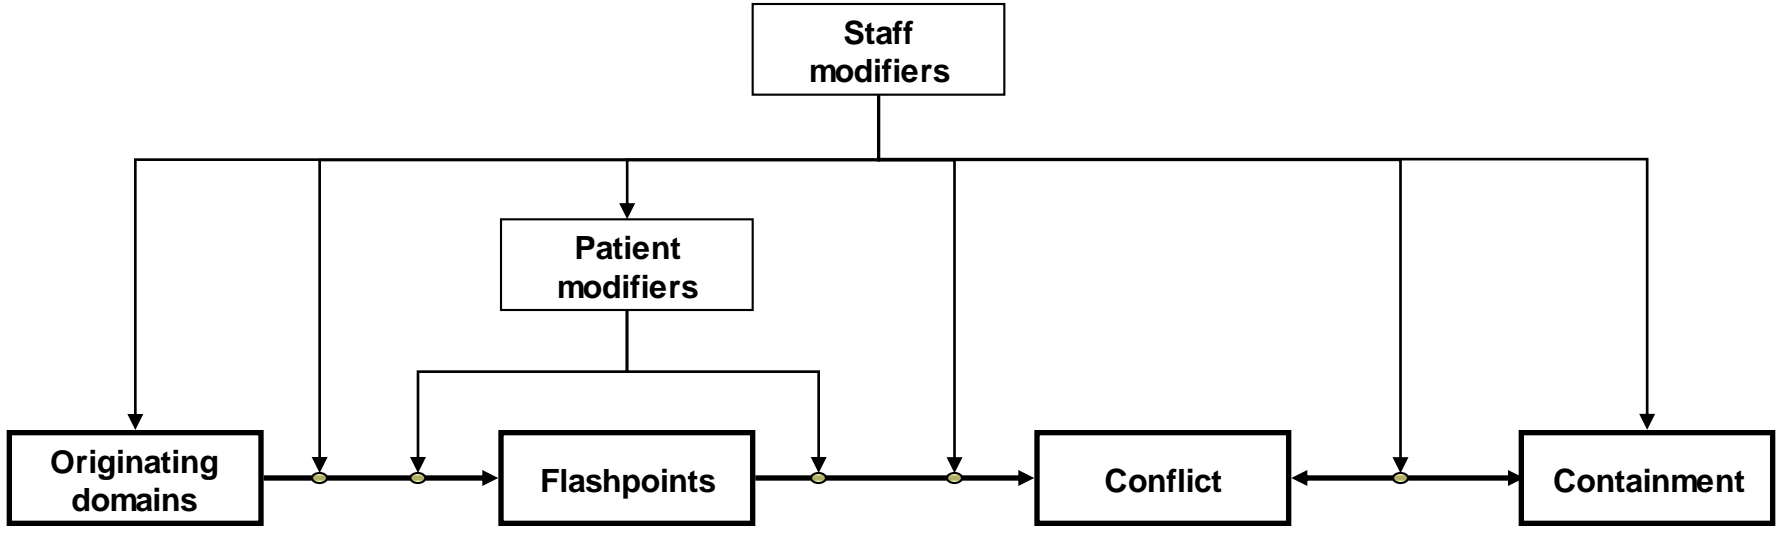 Staff
modifiers
Patient
modifiers
Originating
domains
Flashpoints
Conflict
Containment